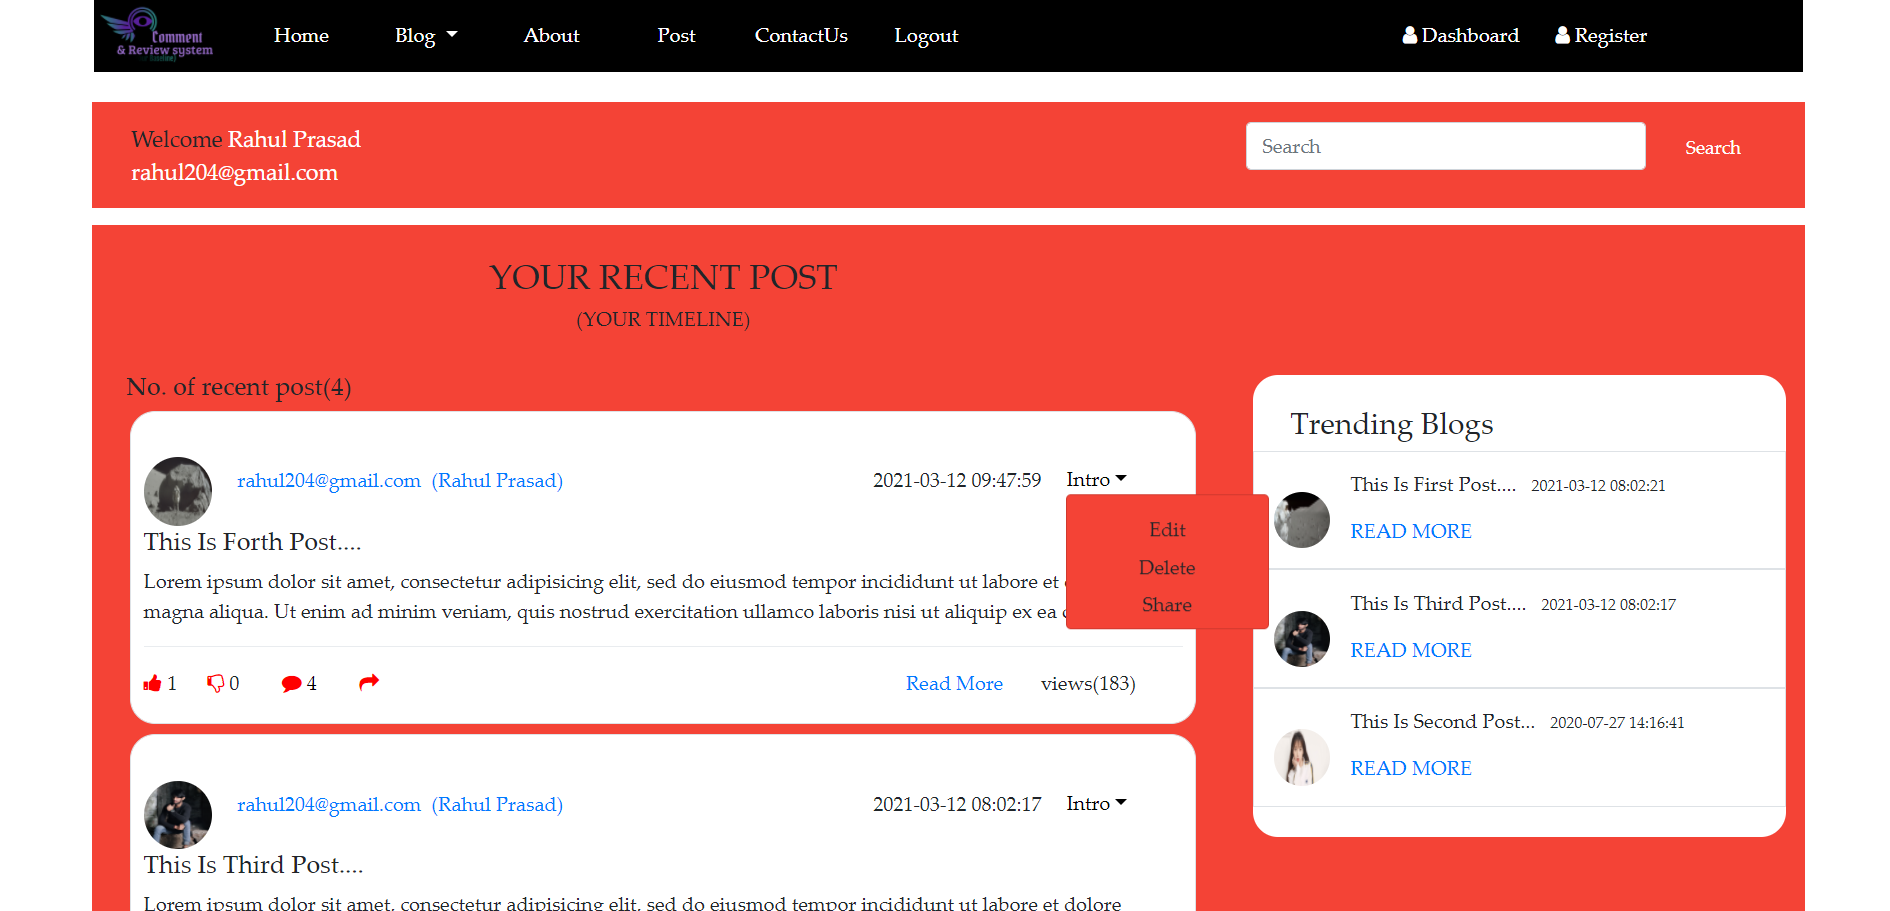 Comment
& Review system
Home Blog About Post ContactUs Logout Dashboard Register
Welcome Rahul Prasad
rahul204@gmail.com
Search Search
YOUR RECENT POST
(YOUR TIMELINE)
No. of recent post(4)
rahul204@gmail.com (Rahul Prasad) 2021-03-12 09:47:59 Intro
Edit
Delete
Share
This Is Forth Post....
Lorem ipsum dolor sit amet, consectetur adipisicing elit, sed do eiusmod tempor incididunt ut labore et
magna aliqua. Ut enim ad minim veniam, quis nostrud exercitation ullamco laboris nisi ut aliquip ex ea
1 0 4 Read More views(183)
rahul204@gmail.com (Rahul Prasad) 2021-03-12 08:02:17 Intro
This Is Third Post....
Lorem ipsum dolor sit amet, consectetur adipisicing elit, sed do eiusmod tempor incididunt ut labore et dolore
Trending Blogs
This Is First Post.... 2021-03-12 08:02:21
READ MORE
This Is Third Post.... 2021-03-12 08:02:17
READ MORE
This Is Second Post... 2020-07-27 14:16:41
READ MORE